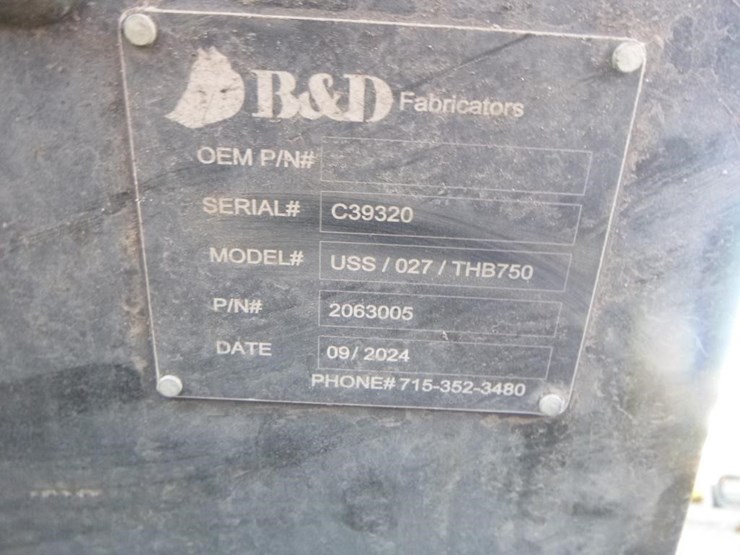 B&D Fabricators
OEM P/N#
SERIAL# C39320
MODEL# USS / 027 / THB750
P/N# 2063005
DATE 09/ 2024
PHONE# 715-352-3480